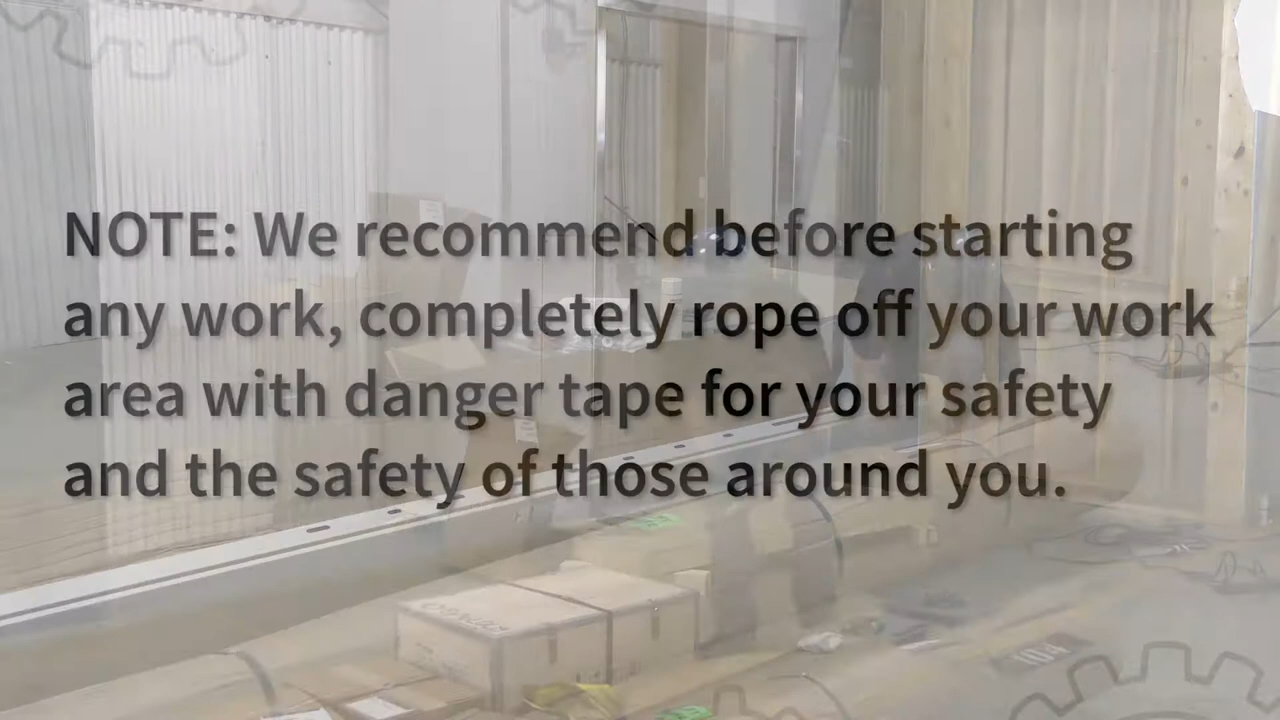 NOTE: We recommend before starting
any work, completely rope off your work
area with danger tape for your safety
and the safety of those around you.
104